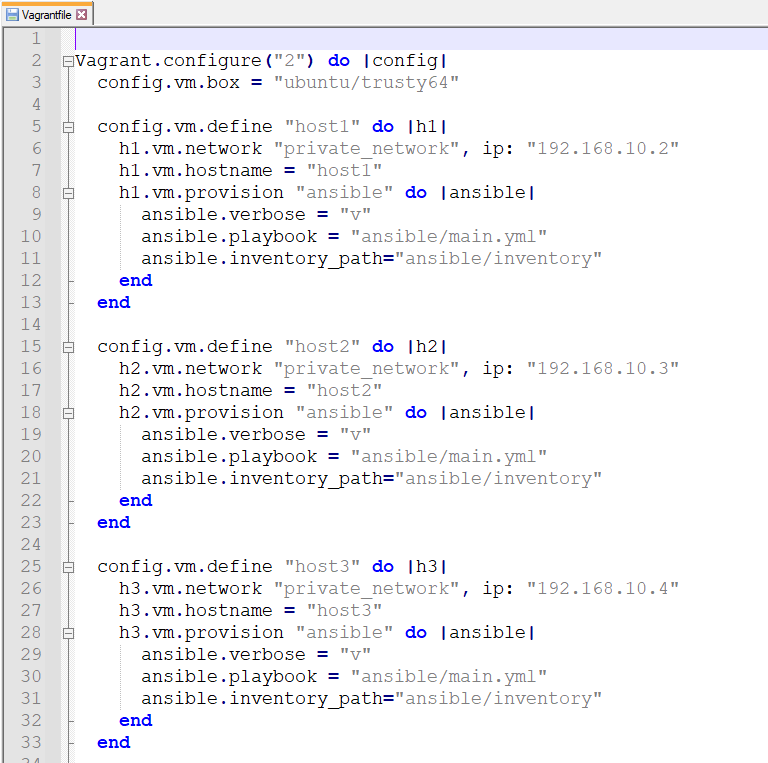 Vagrantfile
1
2 Vagrant.configure("2") do |config|
3   config.vm.box = "ubuntu/trusty64"
4
5   config.vm.define "host1" do |h1|
6     h1.vm.network "private_network", ip: "192.168.10.2"
7     h1.vm.hostname = "host1"
8     h1.vm.provision "ansible" do |ansible|
9       ansible.verbose = "v"
10       ansible.playbook = "ansible/main.yml"
11       ansible.inventory_path="ansible/inventory"
12     end
13   end
14
15   config.vm.define "host2" do |h2|
16     h2.vm.network "private_network", ip: "192.168.10.3"
17     h2.vm.hostname = "host2"
18     h2.vm.provision "ansible" do |ansible|
19       ansible.verbose = "v"
20       ansible.playbook = "ansible/main.yml"
21       ansible.inventory_path="ansible/inventory"
22     end
23   end
24
25   config.vm.define "host3" do |h3|
26     h3.vm.network "private_network", ip: "192.168.10.4"
27     h3.vm.hostname = "host3"
28     h3.vm.provision "ansible" do |ansible|
29       ansible.verbose = "v"
30       ansible.playbook = "ansible/main.yml"
31       ansible.inventory_path="ansible/inventory"
32     end
33   end